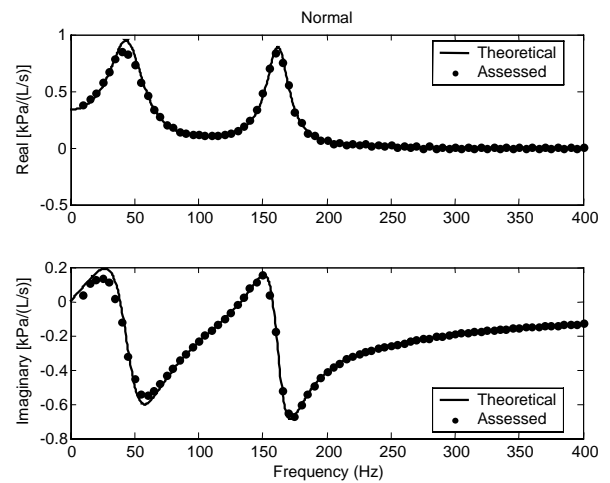 Normal
Real [kPa/(L/s)]
1
0.5
0
-0.5
Theoretical
Assessed
0 50 100 150 200 250 300 350 400
Imaginary [kPa/(L/s)]
0.2
0
-0.2
-0.4
-0.6
-0.8
Theoretical
Assessed
0 50 100 150 200 250 300 350 400
Frequency (Hz)